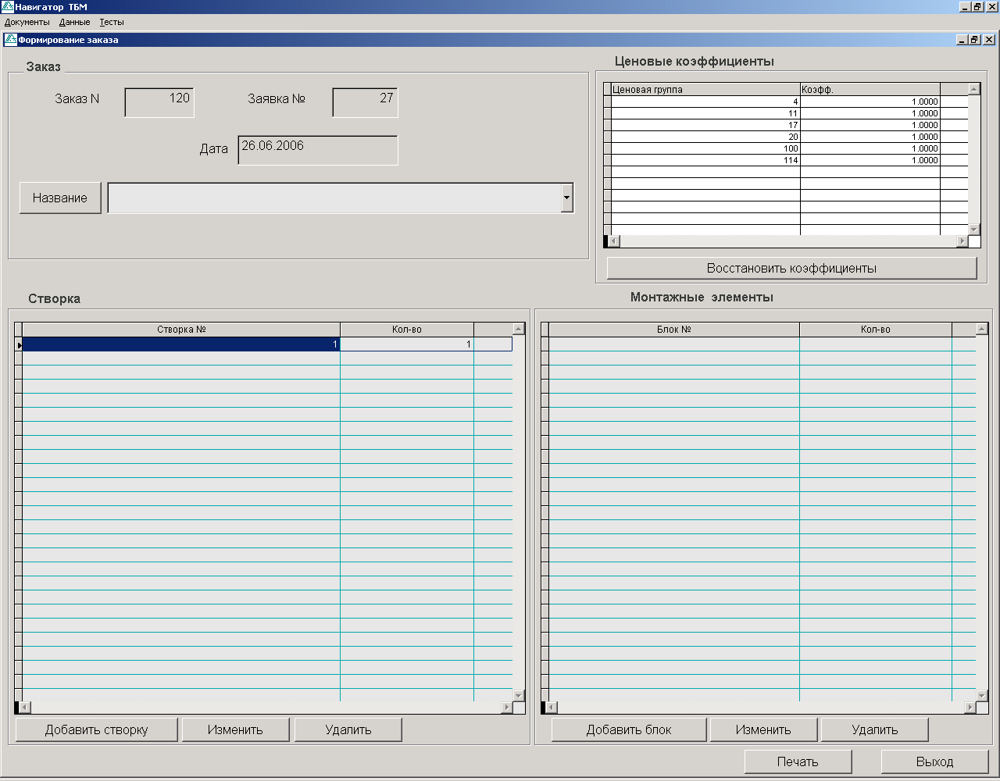 Навигатор ТБМ
Документы Данные Тесты
Формирование заказа
Заказ
Заказ N 120 Заявка № 27
Дата 26.06.2006
Название
Ценовые коэффициенты
Ценовая группа Коэфф.
4 1.0000
11 1.0000
17 1.0000
20 1.0000
100 1.0000
114 1.0000
Восстановить коэффициенты
Створка
Створка № Кол-во
1 1
Добавить створку Изменить Удалить
Монтажные элементы
Блок № Кол-во
Добавить блок Изменить Удалить
Печать Выход